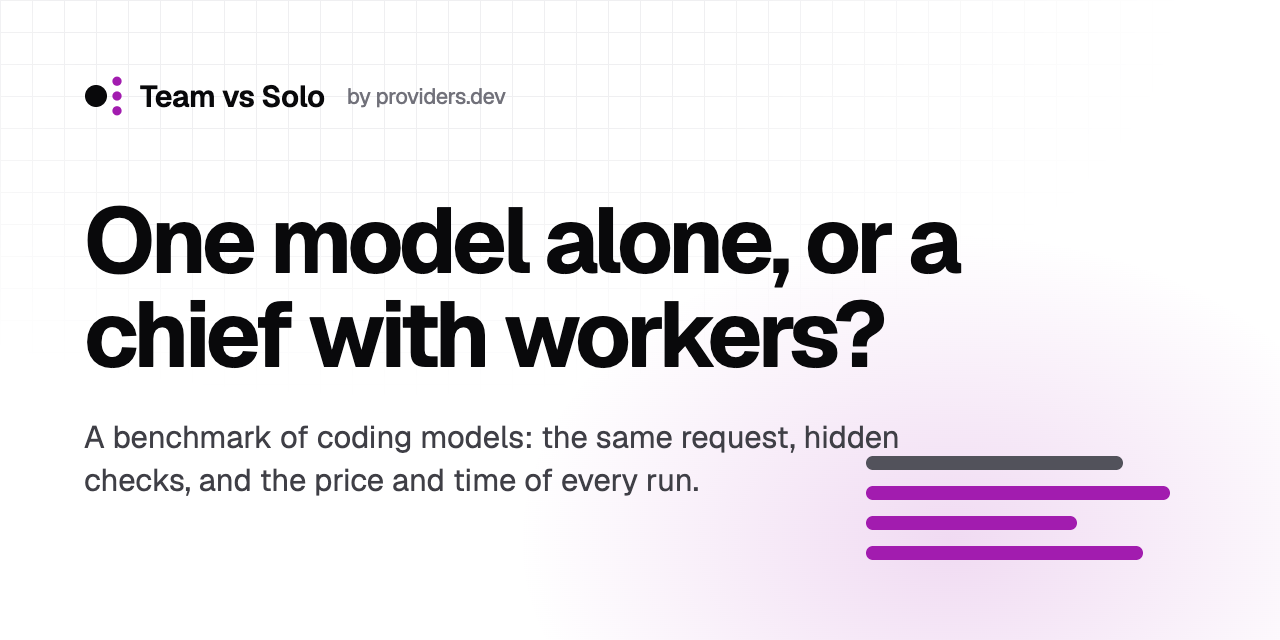 Team vs Solo by providers.dev
One model alone, or a
chief with workers?
A benchmark of coding models: the same request, hidden
checks, and the price and time of every run.